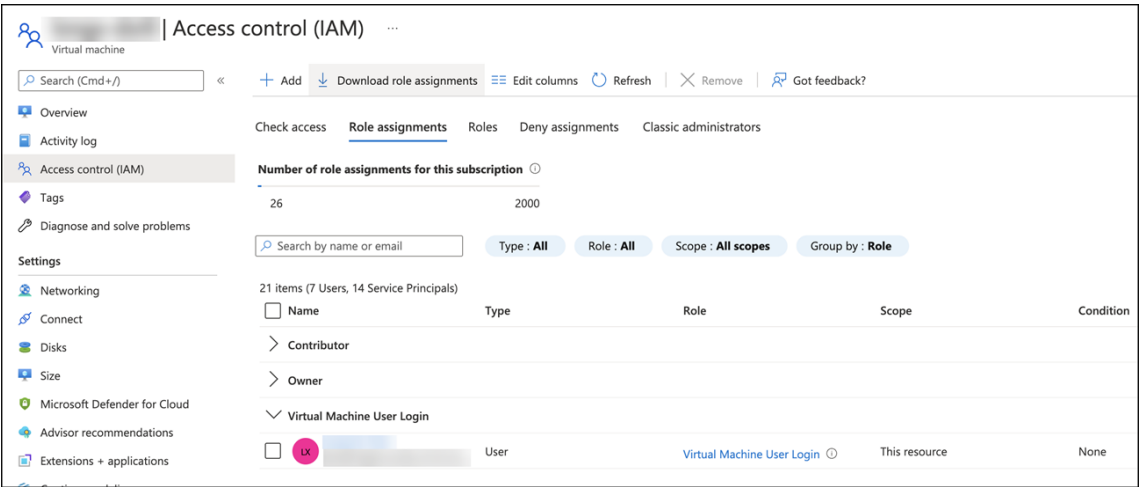 | Access control (IAM) ...
Virtual machine
Search (Cmd+/)
Overview
Activity log
Access control (IAM)
Tags
Diagnose and solve problems
Settings
Networking
Connect
Disks
Size
Microsoft Defender for Cloud
Advisor recommendations
Extensions + applications
Add Download role assignments Edit columns Refresh Remove Got feedback?
Check access Role assignments Roles Deny assignments Classic administrators
Number of role assignments for this subscription
26 2000
Search by name or email Type : All Role : All Scope : All scopes Group by : Role
21 items (7 Users, 14 Service Principals)
Name Type Role Scope Condition
Contributor
Owner
Virtual Machine User Login
LX User Virtual Machine User Login This resource None